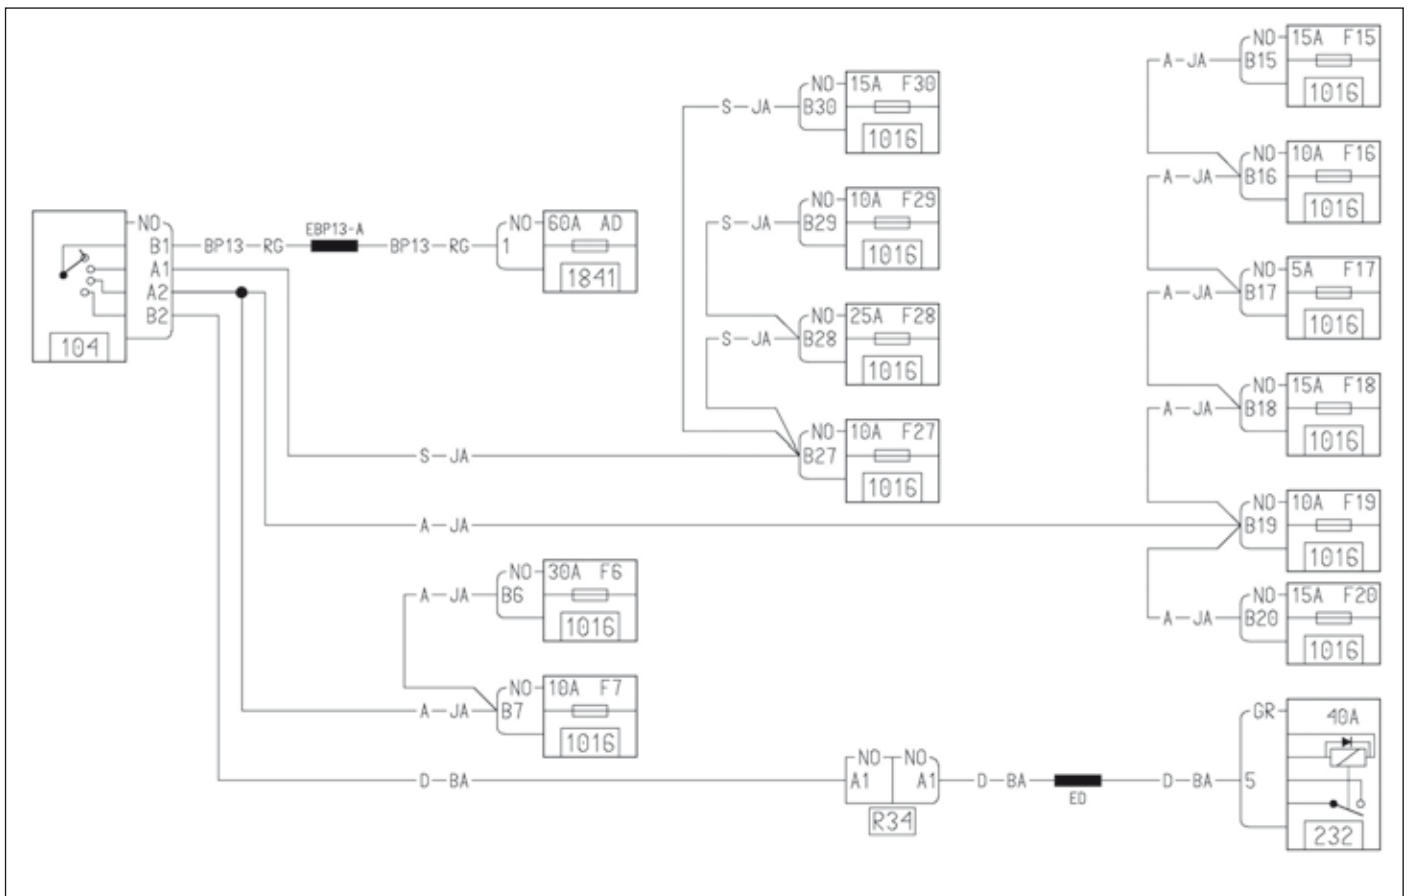 NO 15A F15
A JA B15
1016
NO 15A F30
S JA B30
1016
NO 10A F16
A JA B16
1016
NO 10A F29
S JA B29
1016
NO EBP13-A NO 60A AD
B1 BP13 RG BP13 RG 1
A1 1841
A2
B2
104
NO 5A F17
A JA B17
1016
NO 25A F28
S JA B28
1016
NO 15A F18
A JA B18
1016
NO 10A F27
S JA B27
1016
NO 10A F19
A JA B19
1016
NO 30A F6
A JA B6
1016
NO 15A F20
A JA B20
1016
NO 10A F7
A JA B7
1016
GR 40A
NO NO
D BA A1 A1 D BA D BA 5
ED
R34 232